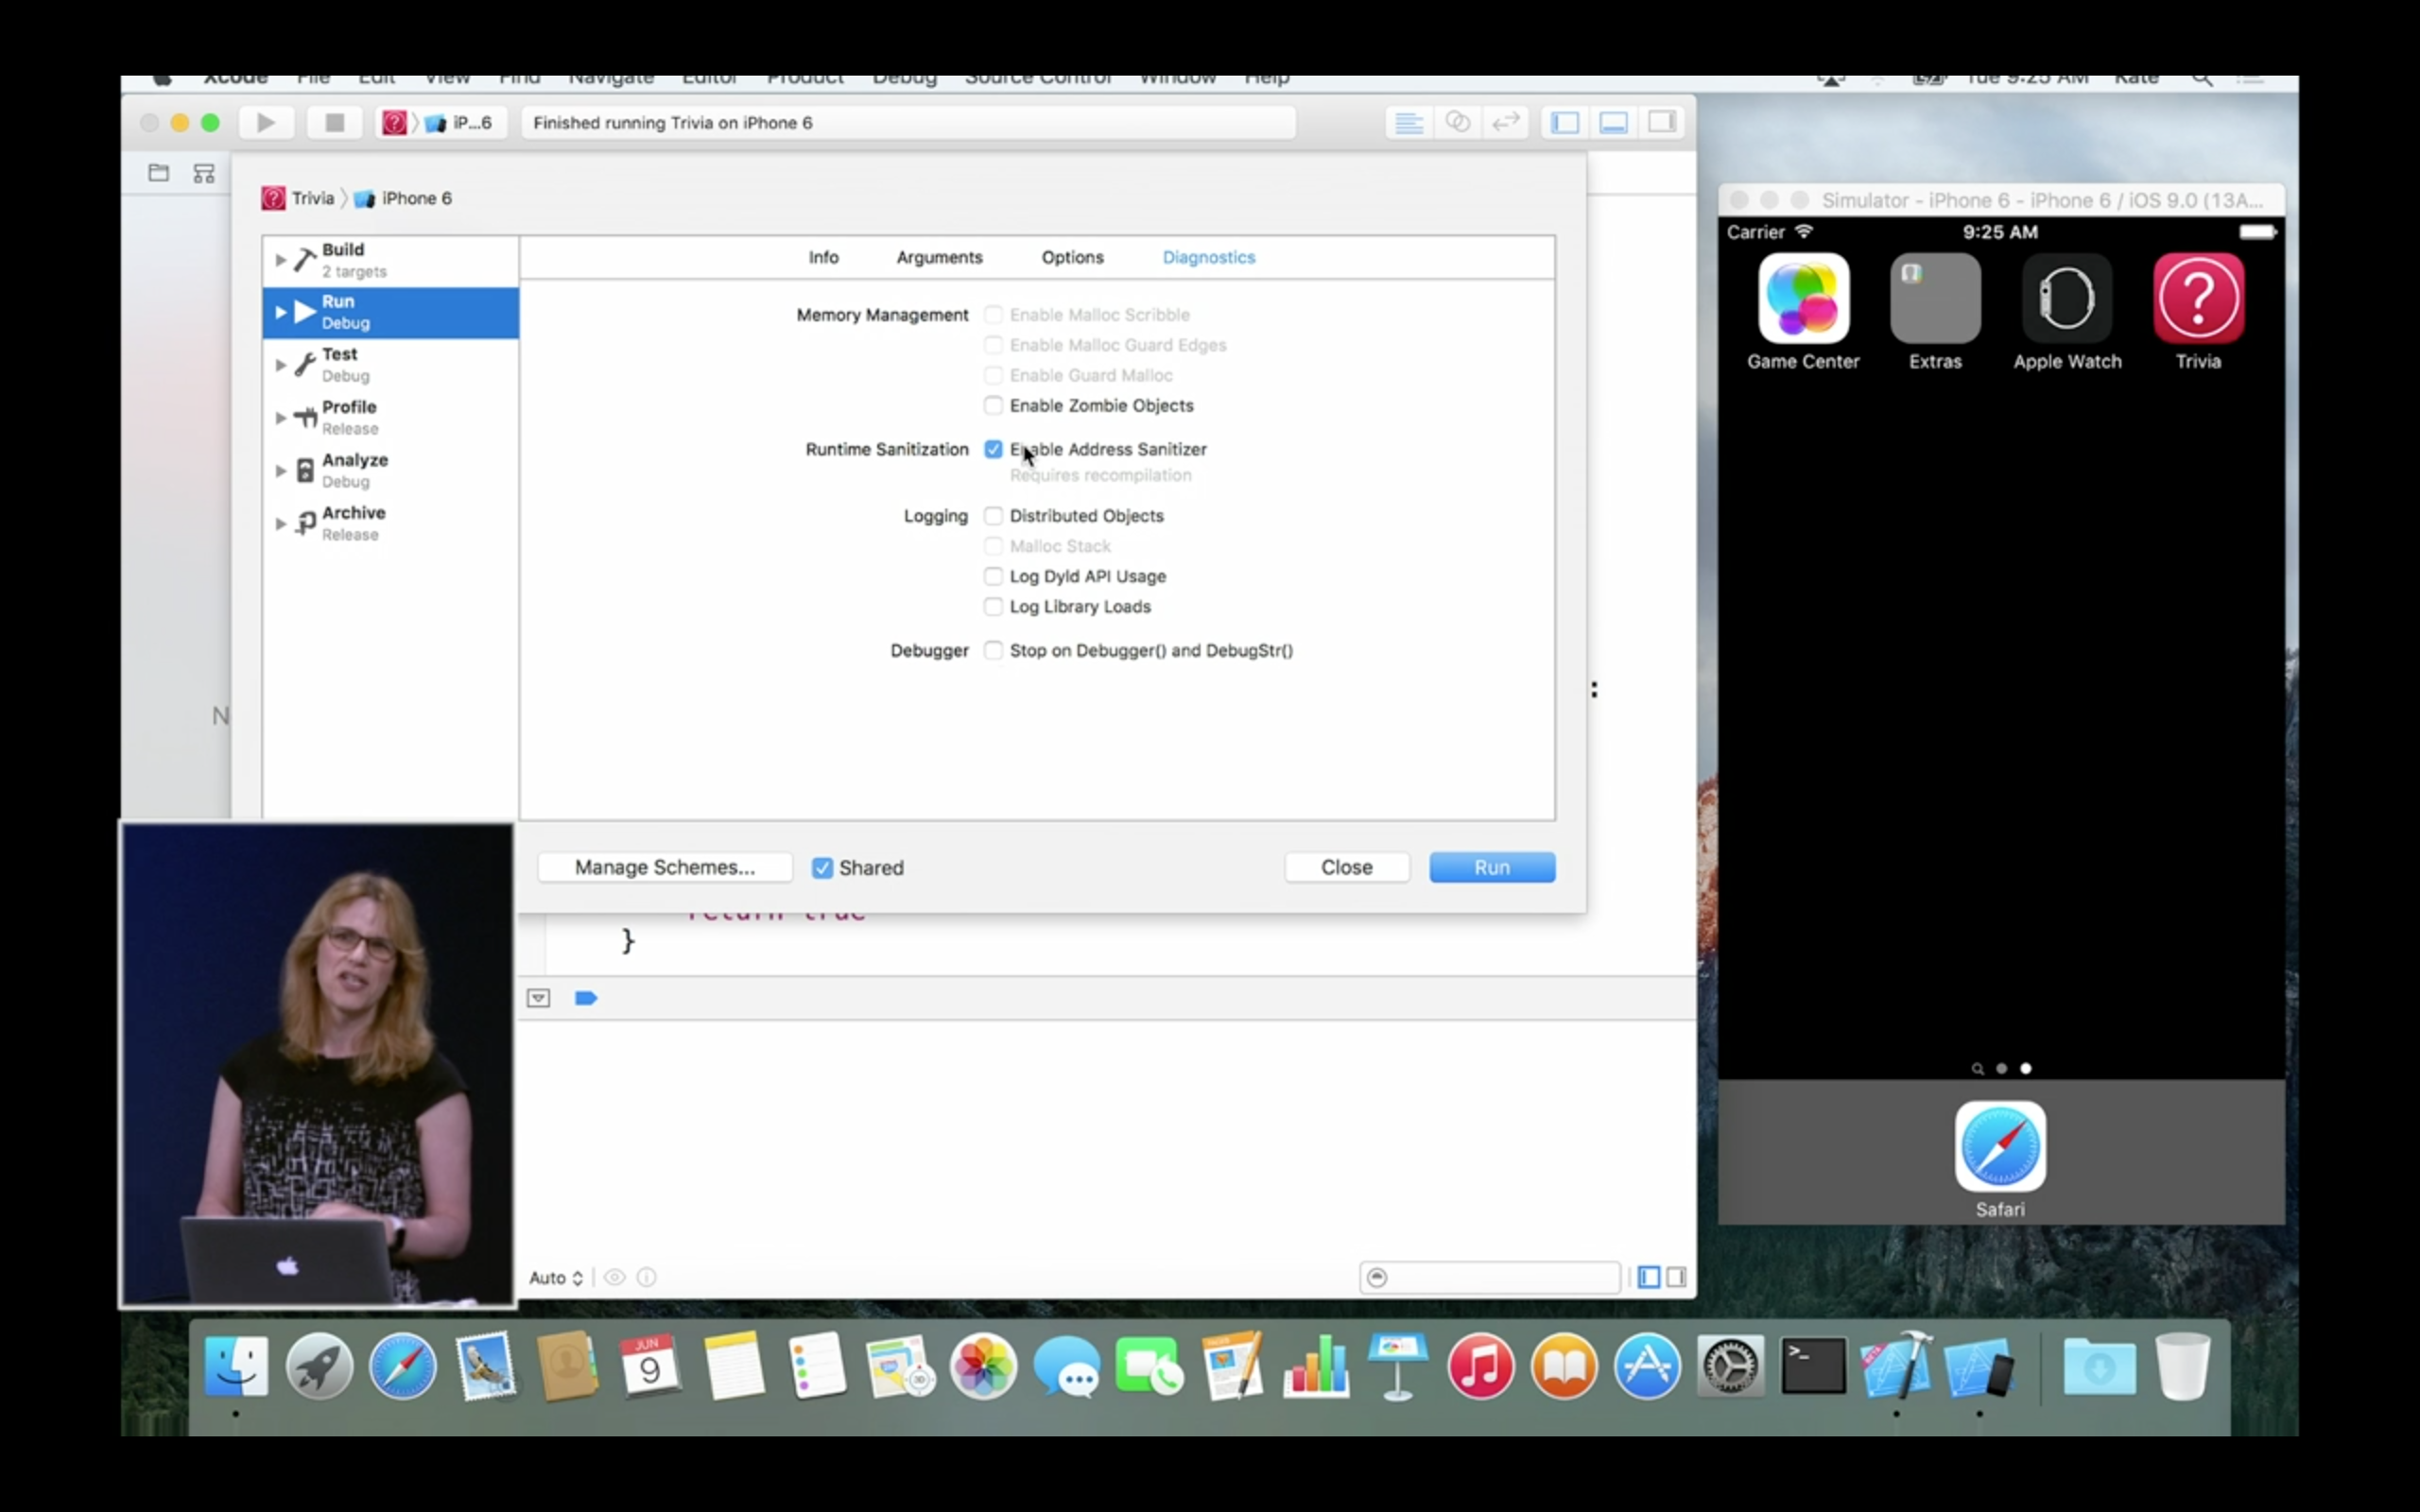 Xcode File Edit View Find Navigate Editor Product Debug Source Control Window Help
Tue 9:25 AM Kate
iP...6
Finished running Trivia on iPhone 6
Trivia
iPhone 6
Build
2 targets
Run
Debug
Test
Debug
Profile
Release
Analyze
Debug
Archive
Release
Info Arguments Options Diagnostics
Memory Management
Enable Malloc Scribble
Enable Malloc Guard Edges
Enable Guard Malloc
Enable Zombie Objects
Runtime Sanitization
Enable Address Sanitizer
Requires recompilation
Logging
Distributed Objects
Malloc Stack
Log Dyld API Usage
Log Library Loads
Debugger
Stop on Debugger() and DebugStr()
N
:
Manage Schemes...
Shared
Close
Run
return true
}
Auto
Simulator - iPhone 6 - iPhone 6 / iOS 9.0 (13A...
Carrier
9:25 AM
Game Center
Extras
Apple Watch
Trivia
Safari
JUN
9